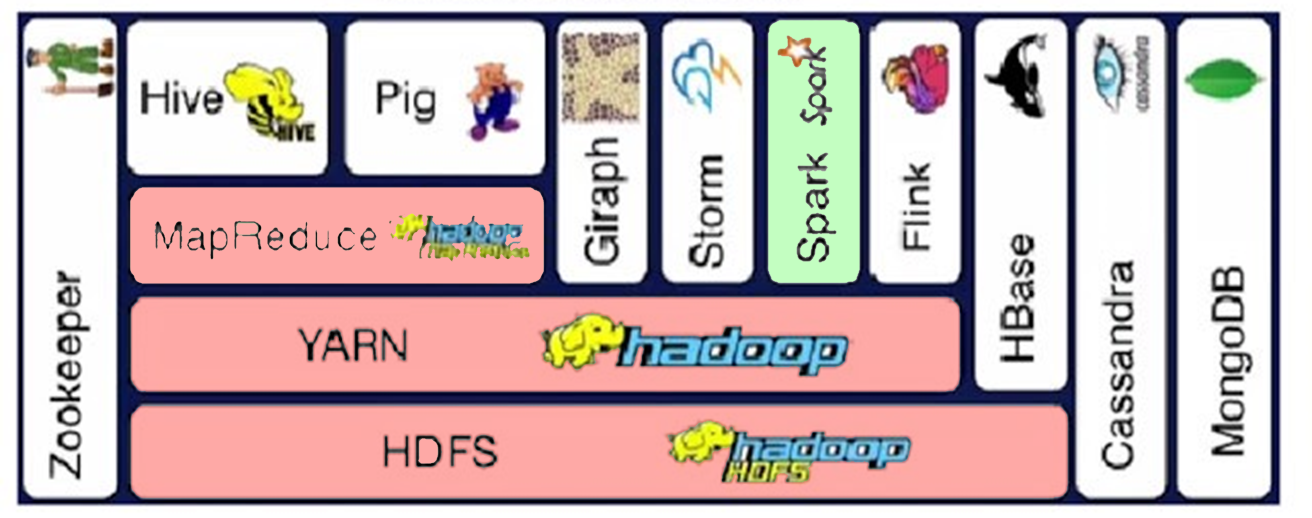 Zookeeper
Hive
HIVE
Pig
Giraph
Storm
Spark
Spark
Flink
HBase
cassandra
Cassandra
MongoDB
MapReduce
hadoop
YARN
hadoop
HDFS
hadoop
HDFS